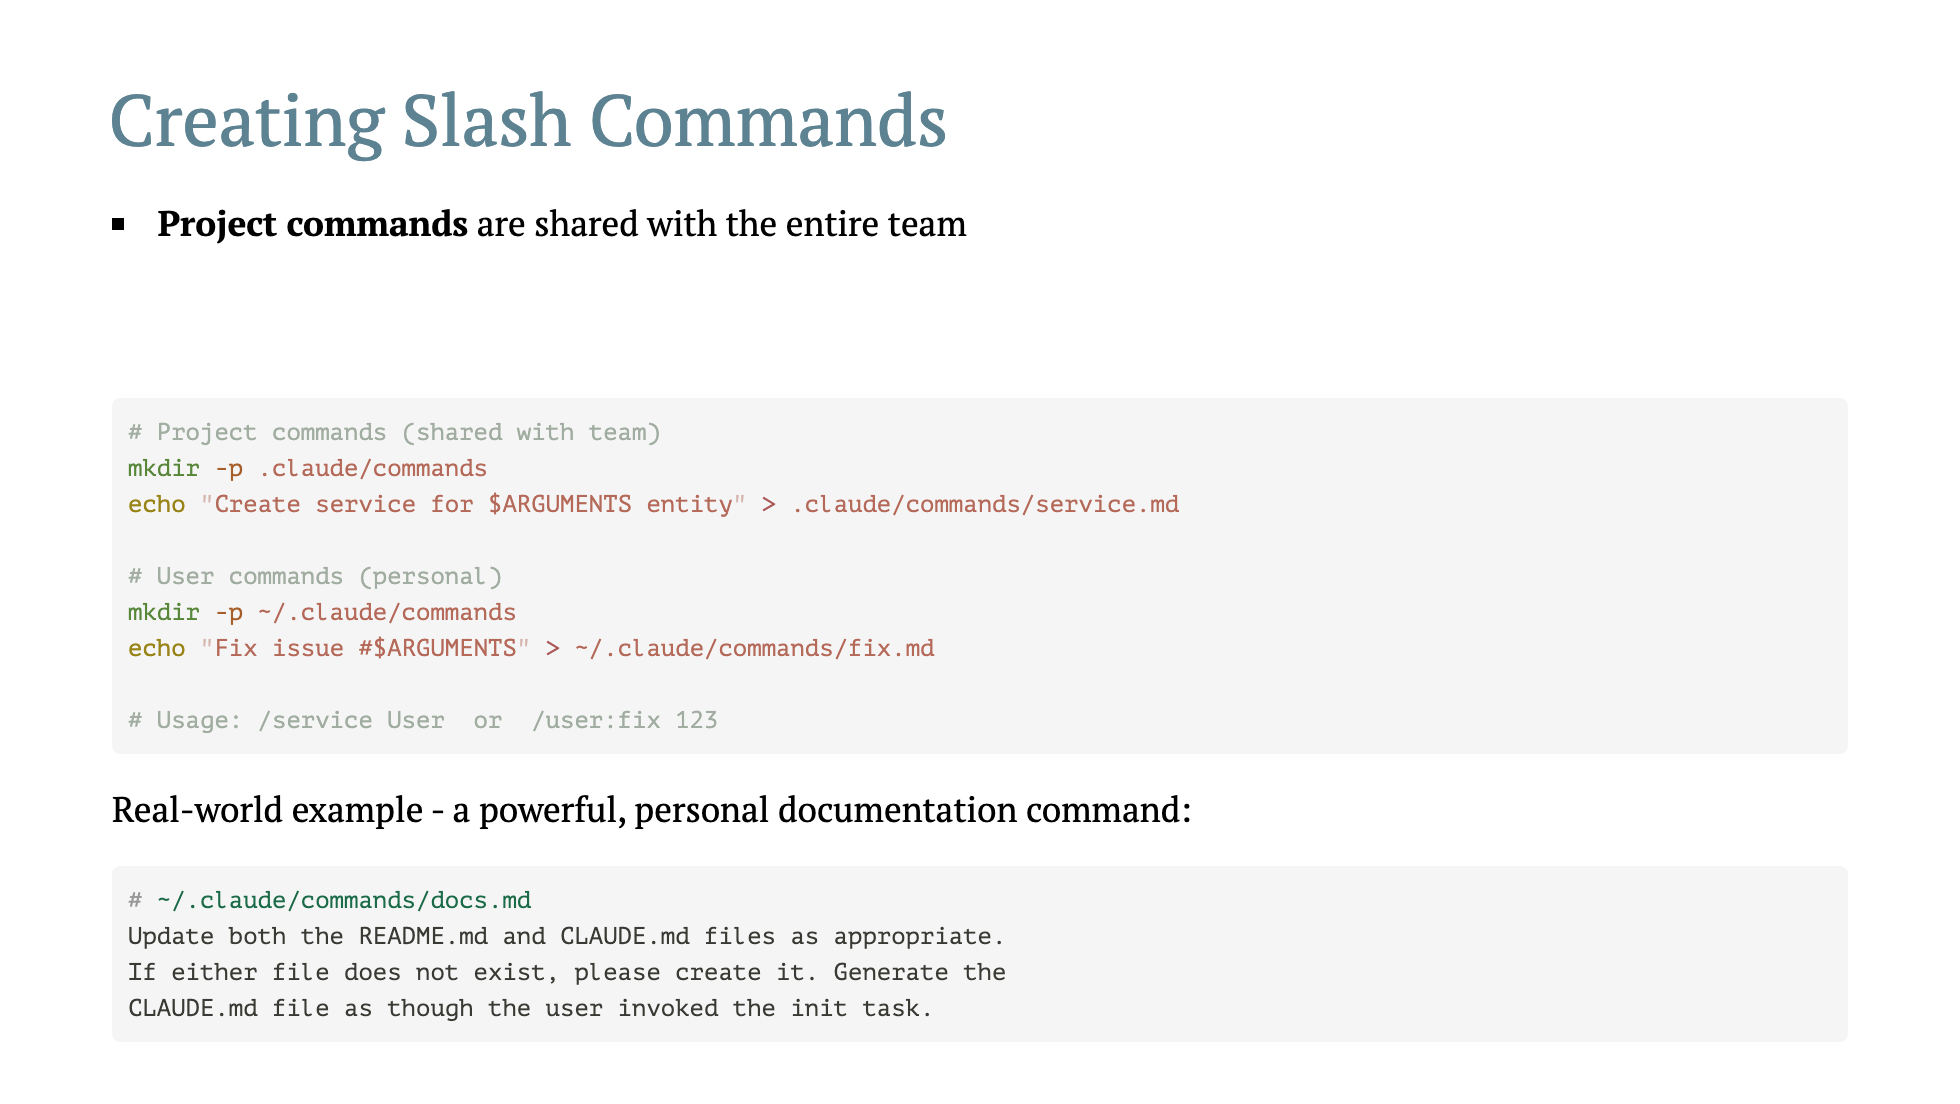 Creating Slash Commands
▪ Project commands are shared with the entire team
# Project commands (shared with team)
mkdir -p .claude/commands
echo "Create service for $ARGUMENTS entity" > .claude/commands/service.md
# User commands (personal)
mkdir -p ~/.claude/commands
echo "Fix issue #$ARGUMENTS" > ~/.claude/commands/fix.md
# Usage: /service User  or  /user:fix 123
Real-world example - a powerful, personal documentation command:
# ~/.claude/commands/docs.md
Update both the README.md and CLAUDE.md files as appropriate.
If either file does not exist, please create it. Generate the
CLAUDE.md file as though the user invoked the init task.